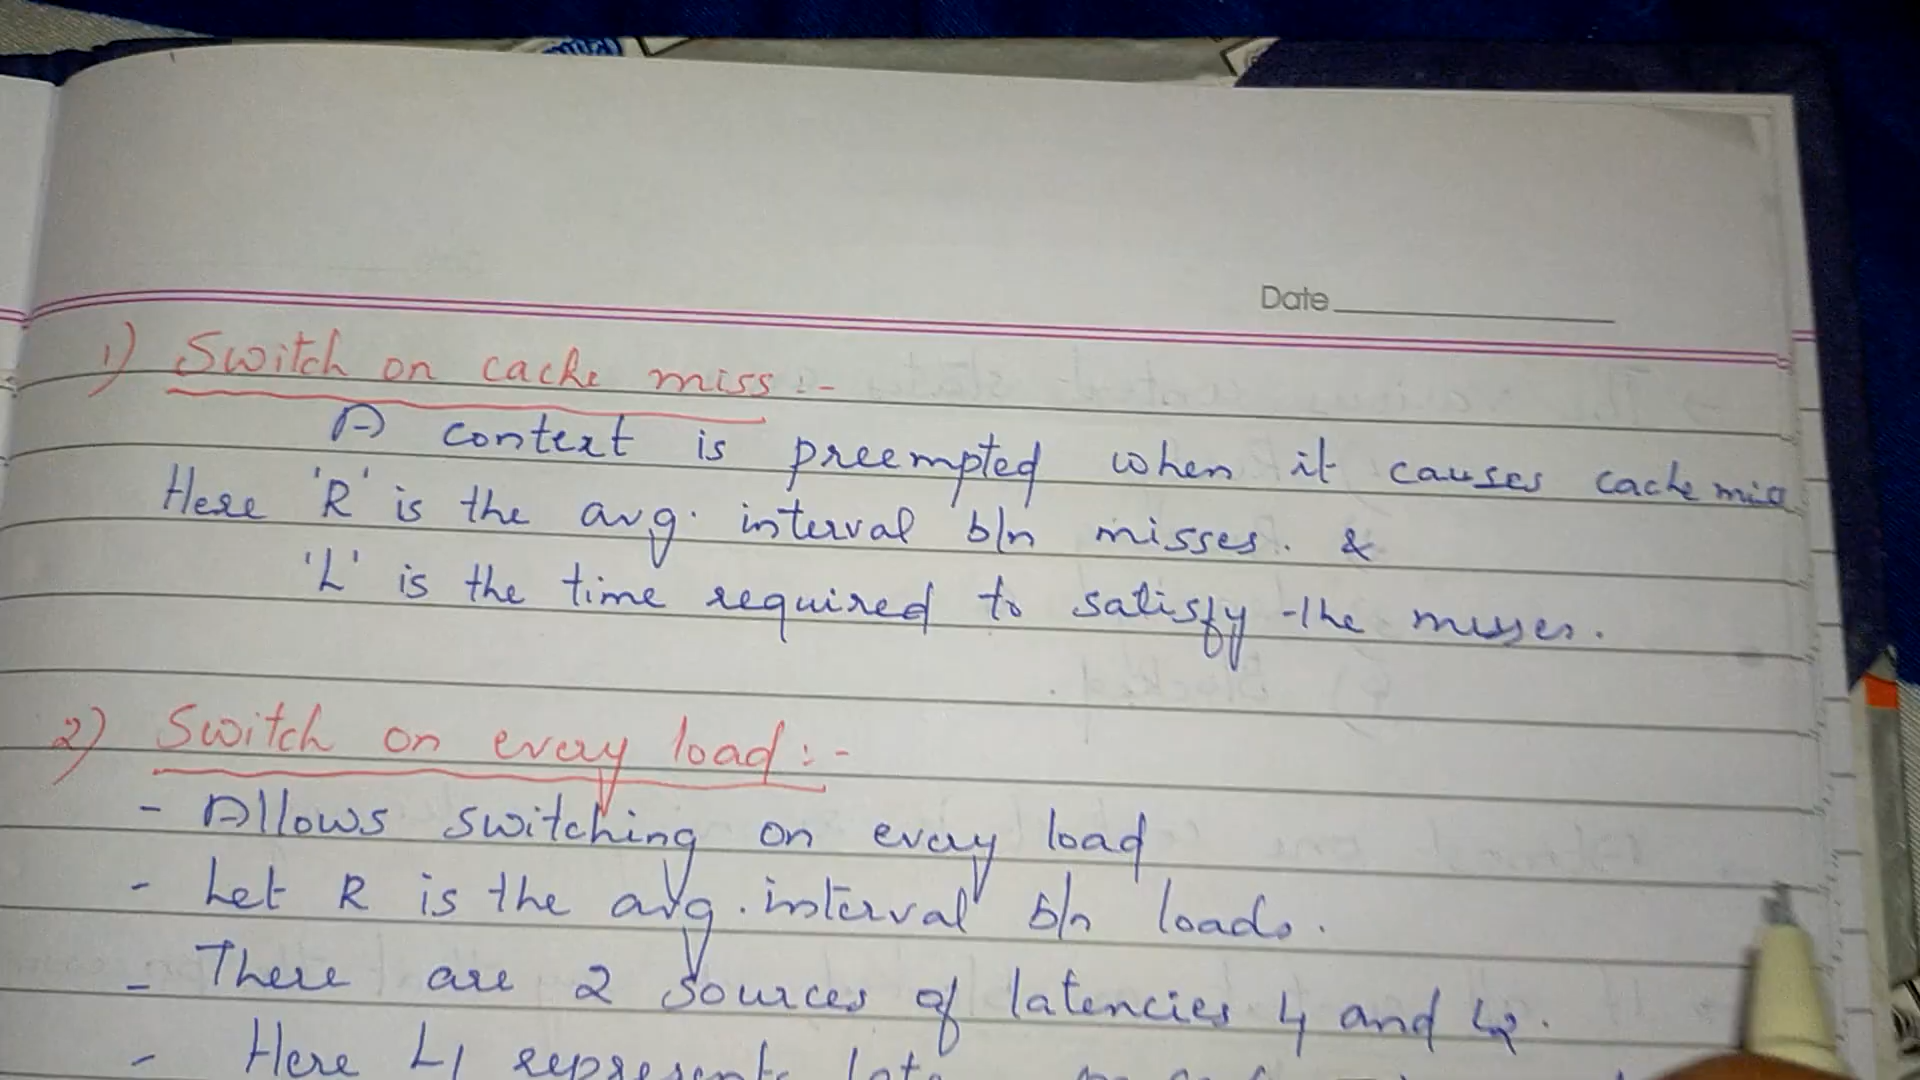 Date
1) Switch on cache miss :-
A context is preempted when it causes cache miss
Here 'R' is the avg. interval b/n misses. &
'L' is the time required to satisfy the misses.
2) Switch on every load :-
- Allows switching on every load
- Let R is the avg. interval b/n loads.
- There are 2 sources of latencies L1 and L2.
- Here L1 represents